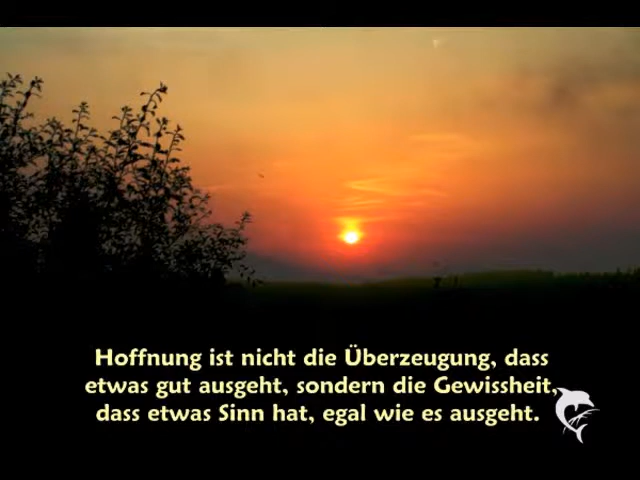 Hoffnung ist nicht die Überzeugung, dass
etwas gut ausgeht, sondern die Gewissheit,
dass etwas Sinn hat, egal wie es ausgeht.